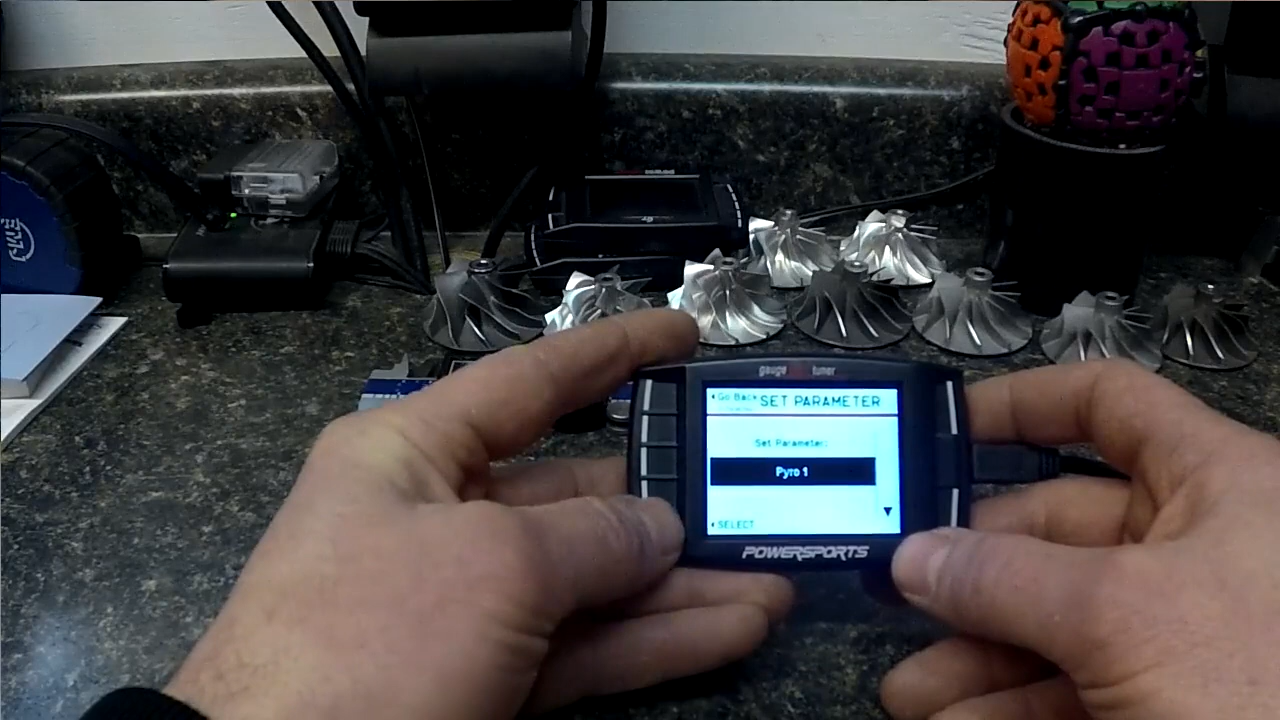 gauge tuner
Go Back SET PARAMETER
Set Parameter:
Pyro 1
SELECT
POWERSPORTS